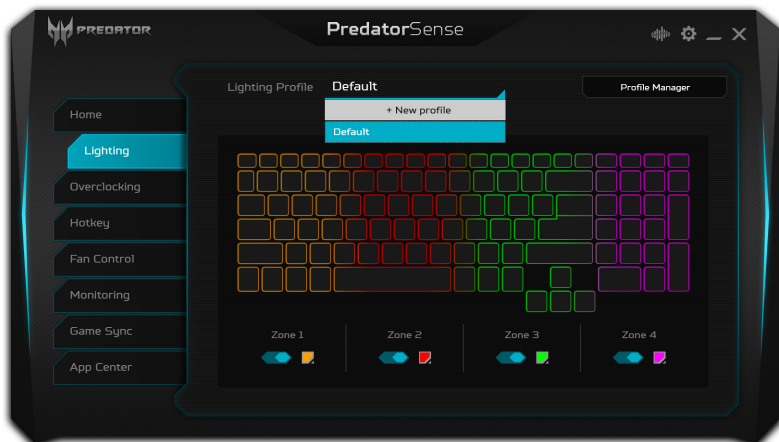 PREDATOR
PredatorSense
Lighting Profile
Default
Profile Manager
+ New profile
Default
Home
Lighting
Overclocking
Hotkey
Fan Control
Monitoring
Game Sync
App Center
Zone 1
Zone 2
Zone 3
Zone 4